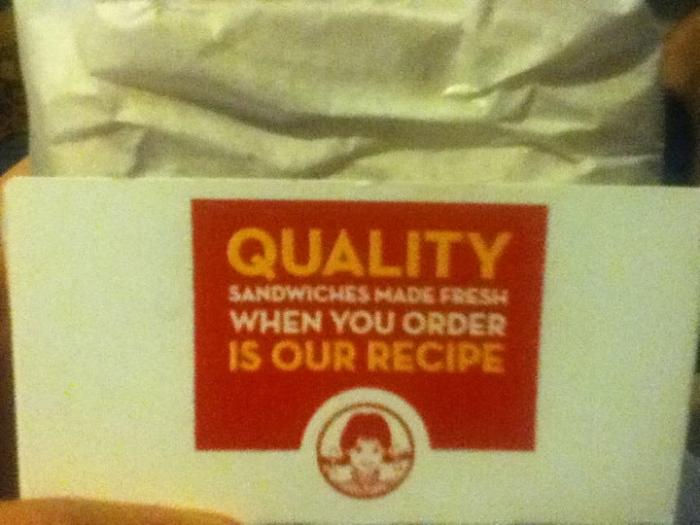 QUALITY
SANDWICHES MADE FRESH
WHEN YOU ORDER
IS OUR RECIPE